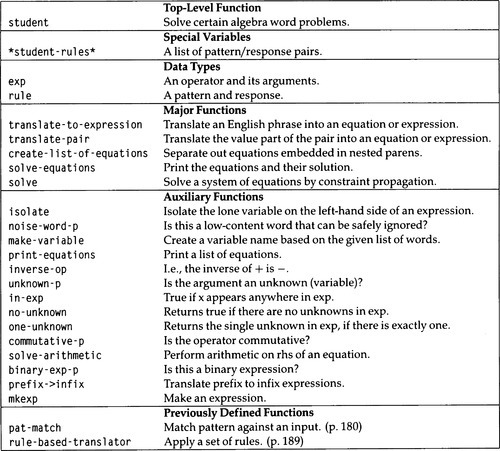 Top-Level Function
student Solve certain algebra word problems.
Special Variables
*student-rules* A list of pattern/response pairs.
Data Types
exp An operator and its arguments.
rule A pattern and response.
Major Functions
translate-to-expression Translate an English phrase into an equation or expression.
translate-pair Translate the value part of the pair into an equation or expression.
create-list-of-equations Separate out equations embedded in nested parens.
solve-equations Print the equations and their solution.
solve Solve a system of equations by constraint propagation.
Auxiliary Functions
isolate Isolate the lone variable on the left-hand side of an expression.
noise-word-p Is this a low-content word that can be safely ignored?
make-variable Create a variable name based on the given list of words.
print-equations Print a list of equations.
inverse-op I.e., the inverse of + is −.
unknown-p Is the argument an unknown (variable)?
in-exp True if x appears anywhere in exp.
no-unknown Returns true if there are no unknowns in exp.
one-unknown Returns the single unknown in exp, if there is exactly one.
commutative-p Is the operator commutative?
solve-arithmetic Perform arithmetic on rhs of an equation.
binary-exp-p Is this a binary expression?
prefix->infix Translate prefix to infix expressions.
mkexp Make an expression.
Previously Defined Functions
pat-match Match pattern against an input. (p. 180)
rule-based-translator Apply a set of rules. (p. 189)